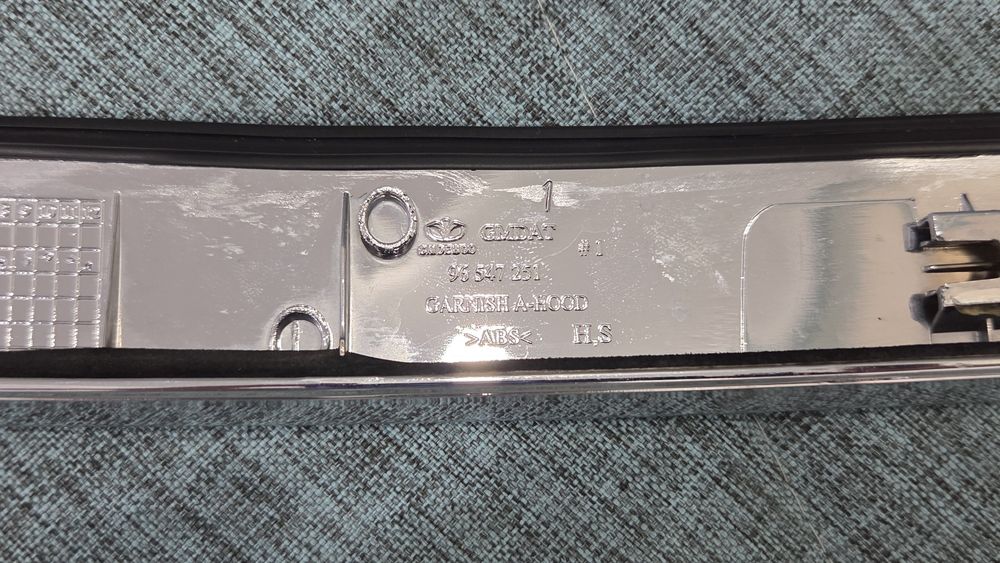 1
GMDAT #1
96 547 251
GARNISH A-HOOD
>ABS< H.S